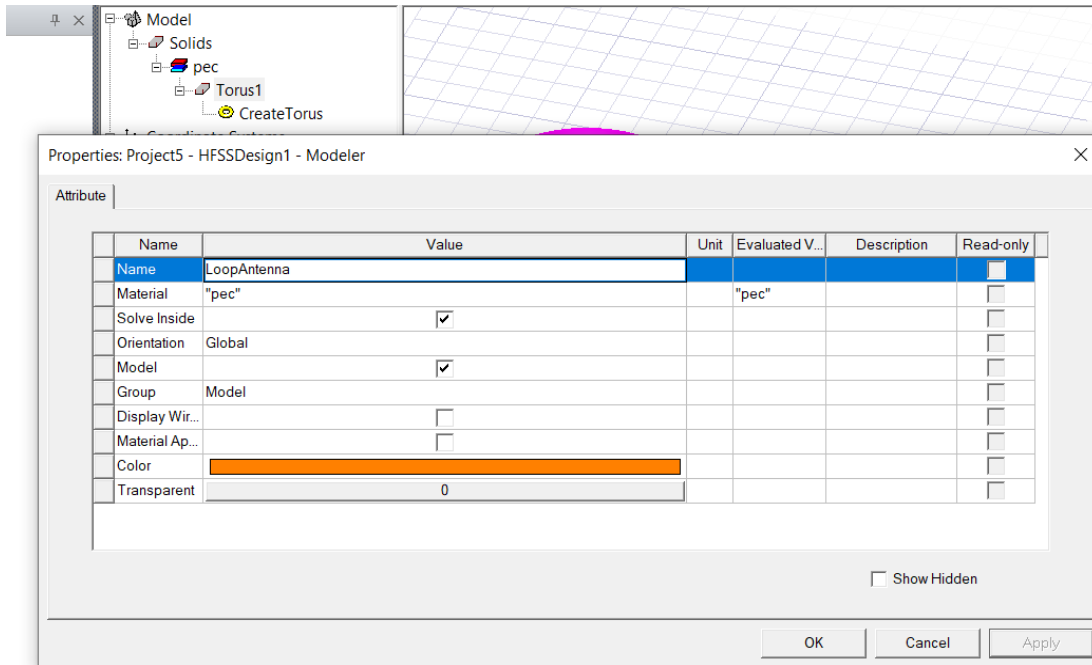 Model
Solids
pec
Torus1
CreateTorus
Coordinate Systems
Properties: Project5 - HFSSDesign1 - Modeler
Attribute
Name Value Unit Evaluated V... Description Read-only
Name LoopAntenna
Material "pec" "pec"
Solve Inside
Orientation Global
Model
Group Model
Display Wir...
Material Ap...
Color
Transparent 0
Show Hidden
OK Cancel Apply